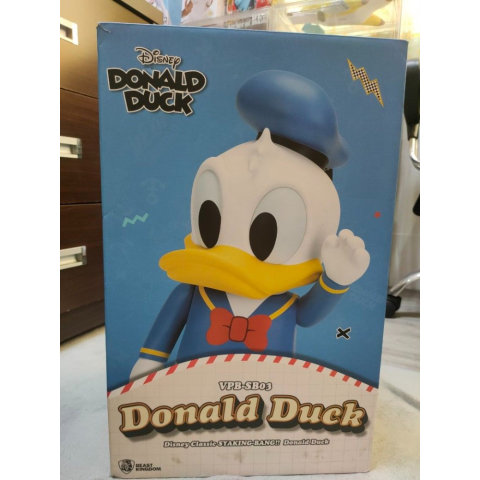 Disney
DONALD
DUCK
VPB-SB03
Donald Duck
Disney Classic STAKING-BANG!! Donald Duck
BEAST
KINGDOM